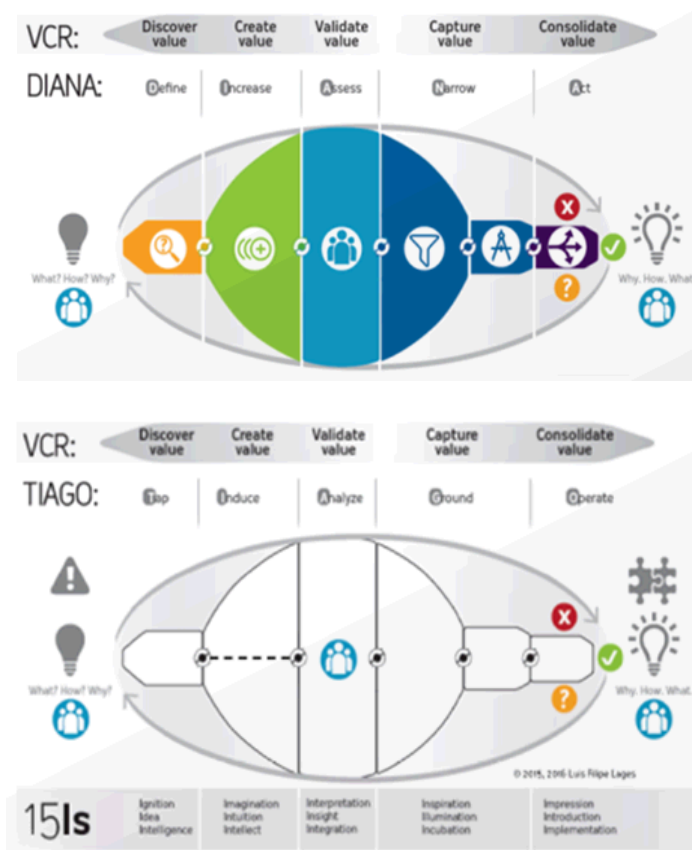 VCR:
Discover value
Create value
Validate value
Capture value
Consolidate value
DIANA:
Define
Increase
Assess
Narrow
Act
?
x
What? How? Why?
?
Why. How. What
VCR:
Discover value
Create value
Validate value
Capture value
Consolidate value
TIAGO:
Tap
Induce
Analyze
Ground
Operate
!
x
What? How? Why?
?
Why. How. What.
© 2015, 2016 Luis Filipe Lages
15Is
Ignition
Idea
Intelligence
Imagination
Intuition
Intellect
Interpretation
Insight
Integration
Inspiration
Illumination
Incubation
Impression
Introduction
Implementation